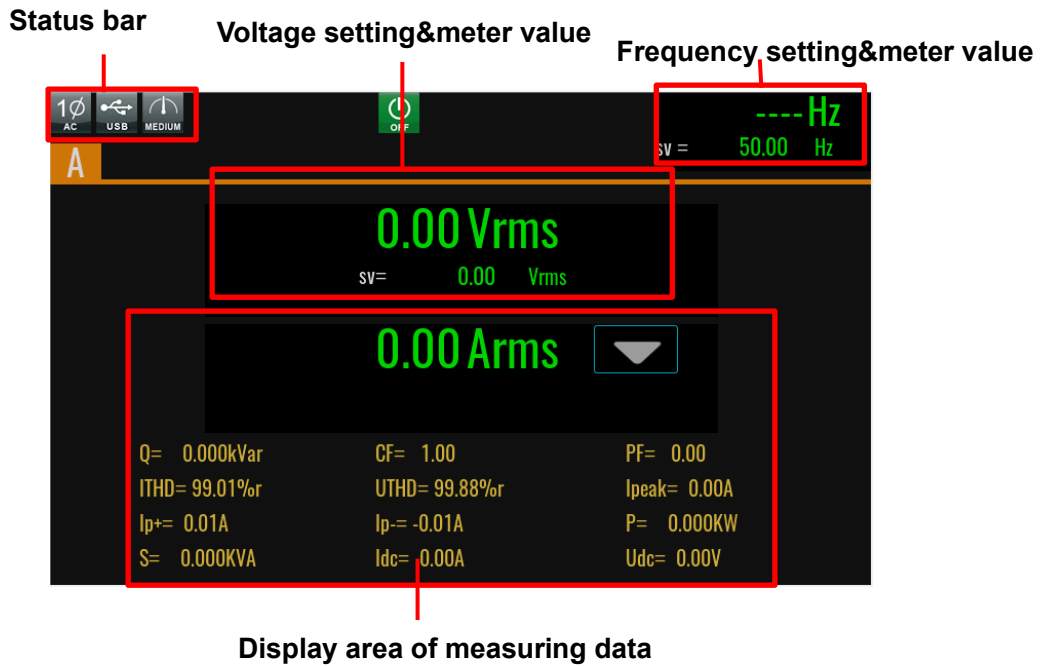 Status bar
Voltage setting&meter value
Frequency setting&meter value
1Ø AC
USB
MEDIUM
OFF
---- Hz
sv = 50.00 Hz
A
0.00 Vrms
sv= 0.00 Vrms
0.00 Arms
Q= 0.000kVar CF= 1.00 PF= 0.00
ITHD= 99.01%r UTHD= 99.88%r Ipeak= 0.00A
Ip+= 0.01A Ip-= -0.01A P= 0.000KW
S= 0.000KVA Idc= 0.00A Udc= 0.00V
Display area of measuring data